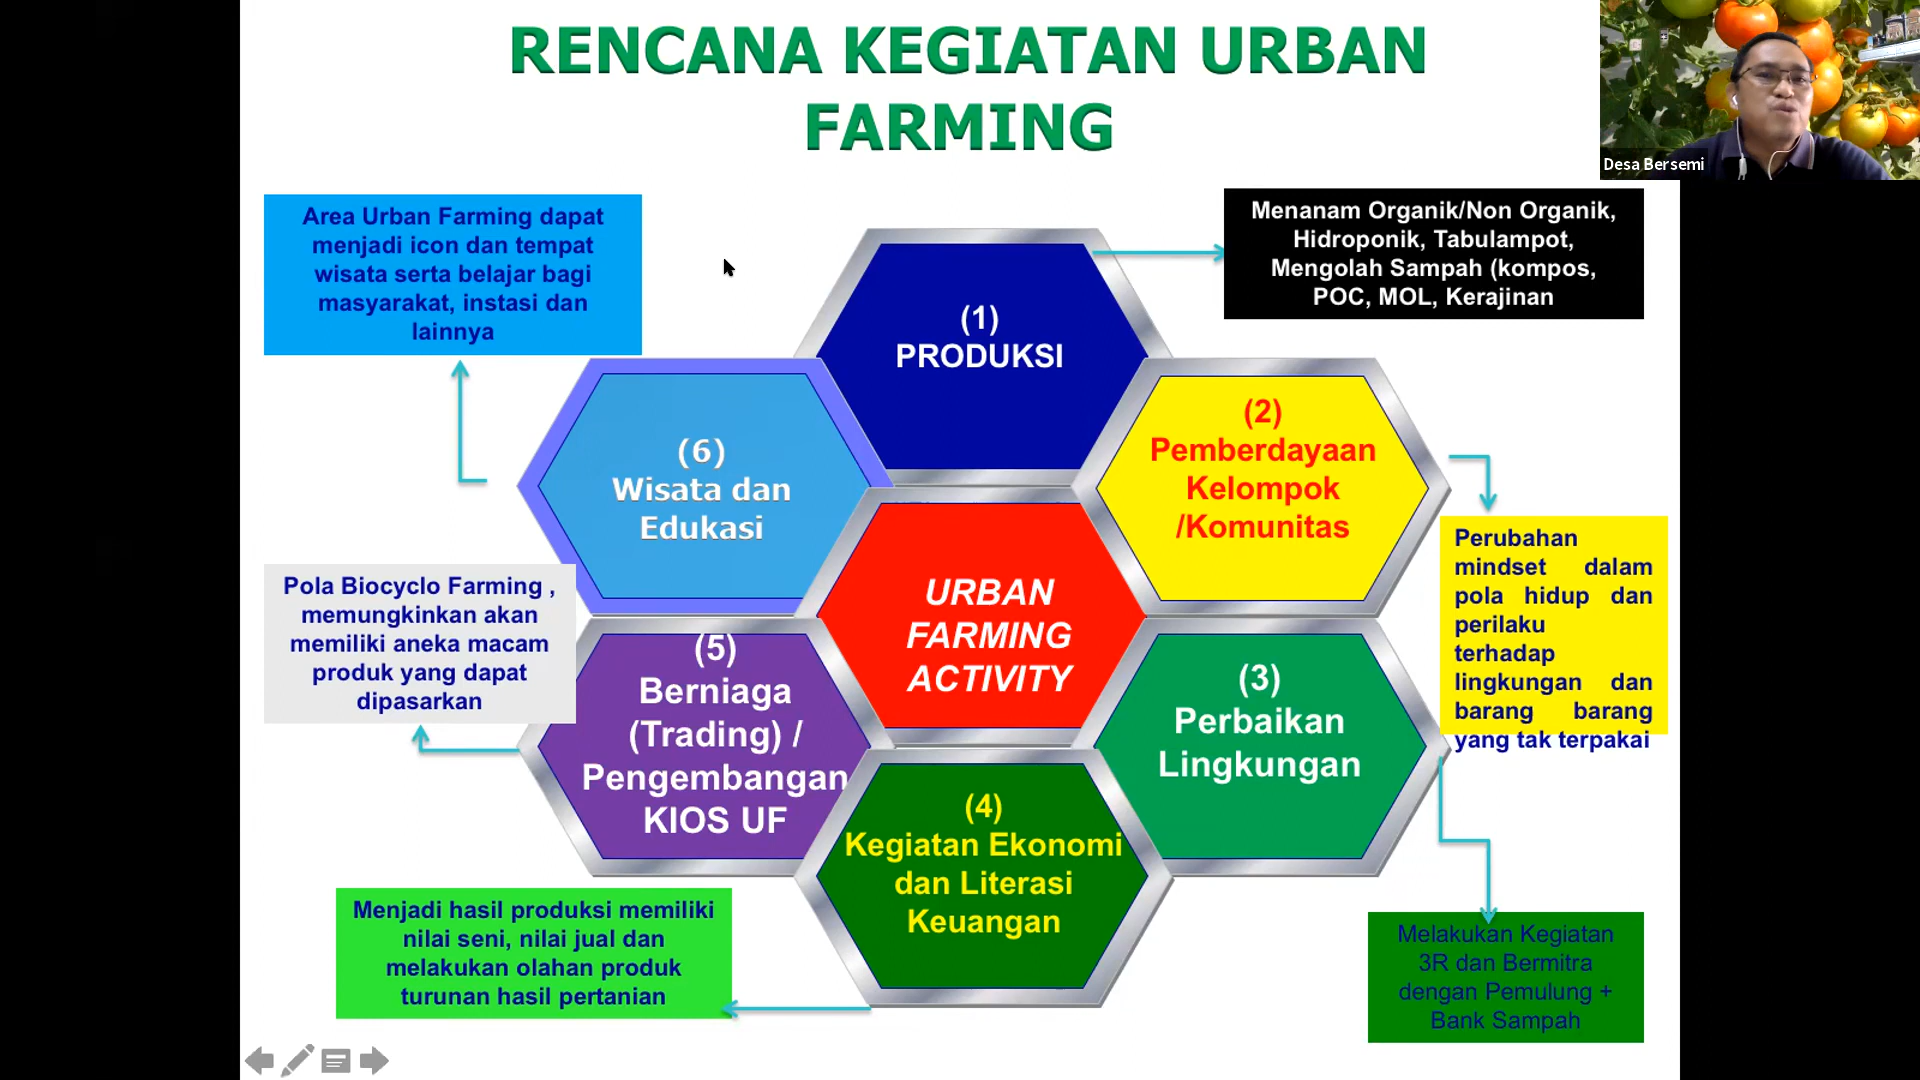 RENCANA KEGIATAN URBAN
FARMING
Desa Bersemi
Area Urban Farming dapat
menjadi icon dan tempat
wisata serta belajar bagi
masyarakat, instasi dan
lainnya
Menanam Organik/Non Organik,
Hidroponik, Tabulampot,
Mengolah Sampah (kompos,
POC, MOL, Kerajinan
(1)
PRODUKSI
(2)
Pemberdayaan
Kelompok
/Komunitas
Perubahan
mindset dalam
pola hidup dan
perilaku
terhadap
lingkungan dan
barang barang
yang tak terpakai
(6)
Wisata dan
Edukasi
URBAN
FARMING
ACTIVITY
Pola Biocyclo Farming ,
memungkinkan akan
memiliki aneka macam
produk yang dapat
dipasarkan
(5)
Berniaga
(Trading) /
Pengembangan
KIOS UF
(3)
Perbaikan
Lingkungan
(4)
Kegiatan Ekonomi
dan Literasi
Keuangan
Menjadi hasil produksi memiliki
nilai seni, nilai jual dan
melakukan olahan produk
turunan hasil pertanian
Melakukan Kegiatan
3R dan Bermitra
dengan Pemulung +
Bank Sampah